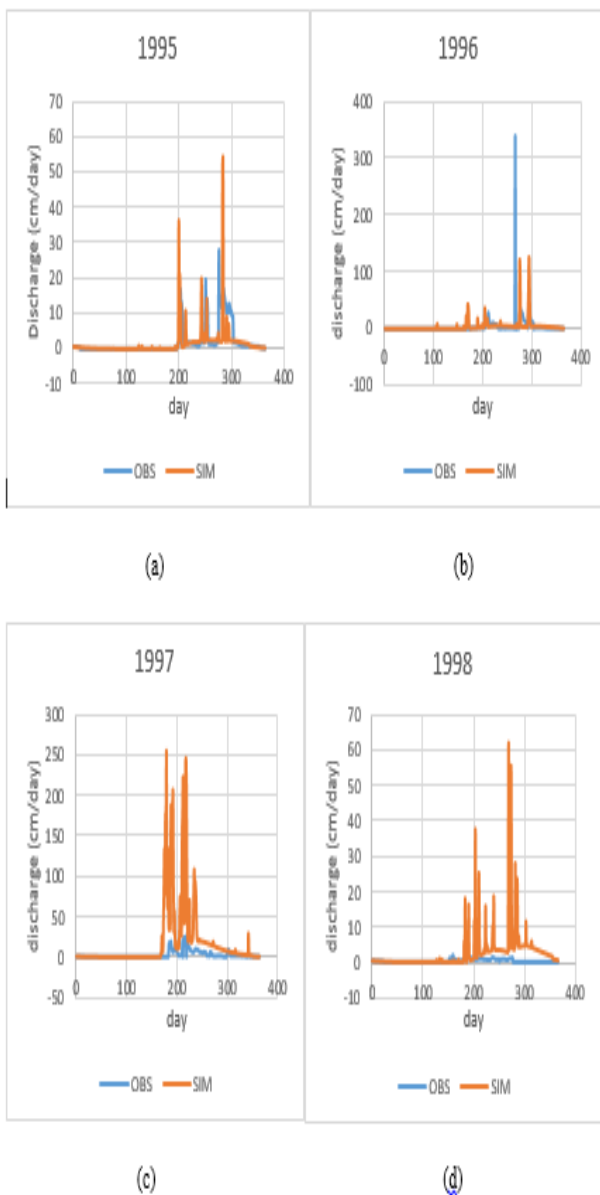 1995
Discharge (cm/day)
70
60
50
40
30
20
10
0
-10
0 100 200 300 400
day
OBS SIM
(a)
1996
discharge (cm/day)
400
300
200
100
0
-100
0 100 200 300 400
day
OBS SIM
(b)
1997
discharge (cm/day)
300
250
200
150
100
50
0
-50
0 100 200 300 400
day
OBS SIM
(c)
1998
discharge (cm/day)
70
60
50
40
30
20
10
0
-10
0 100 200 300 400
day
OBS SIM
(d)